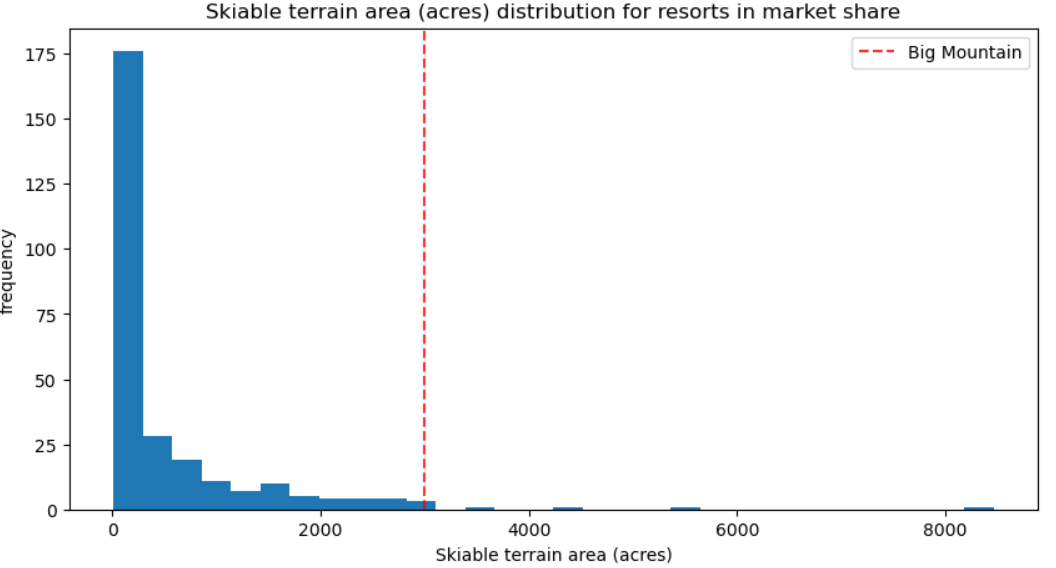 Skiable terrain area (acres) distribution for resorts in market share
Big Mountain
175
150
125
100
75
50
25
0
frequency
0 2000 4000 6000 8000
Skiable terrain area (acres)